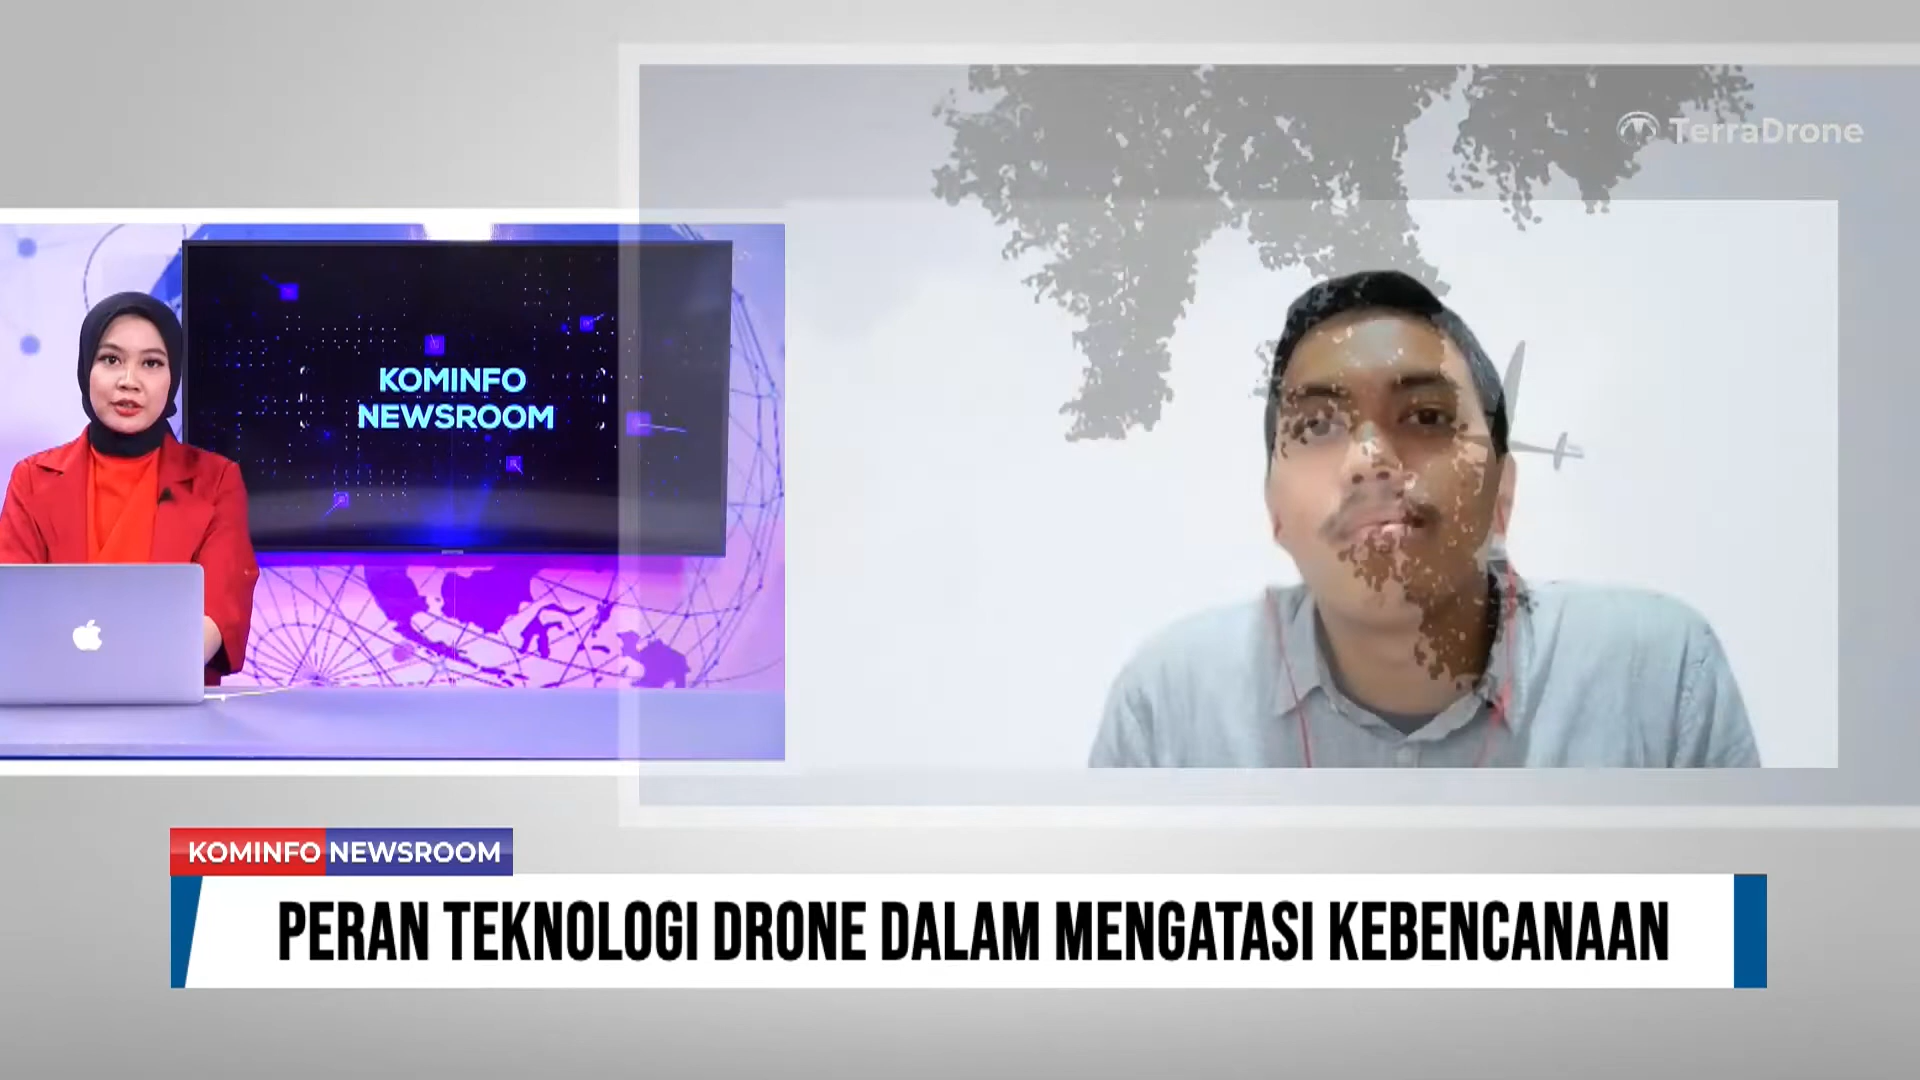 TerraDrone
KOMINFO
NEWSROOM
KOMINFO NEWSROOM
PERAN TEKNOLOGI DRONE DALAM MENGATASI KEBENCANAAN